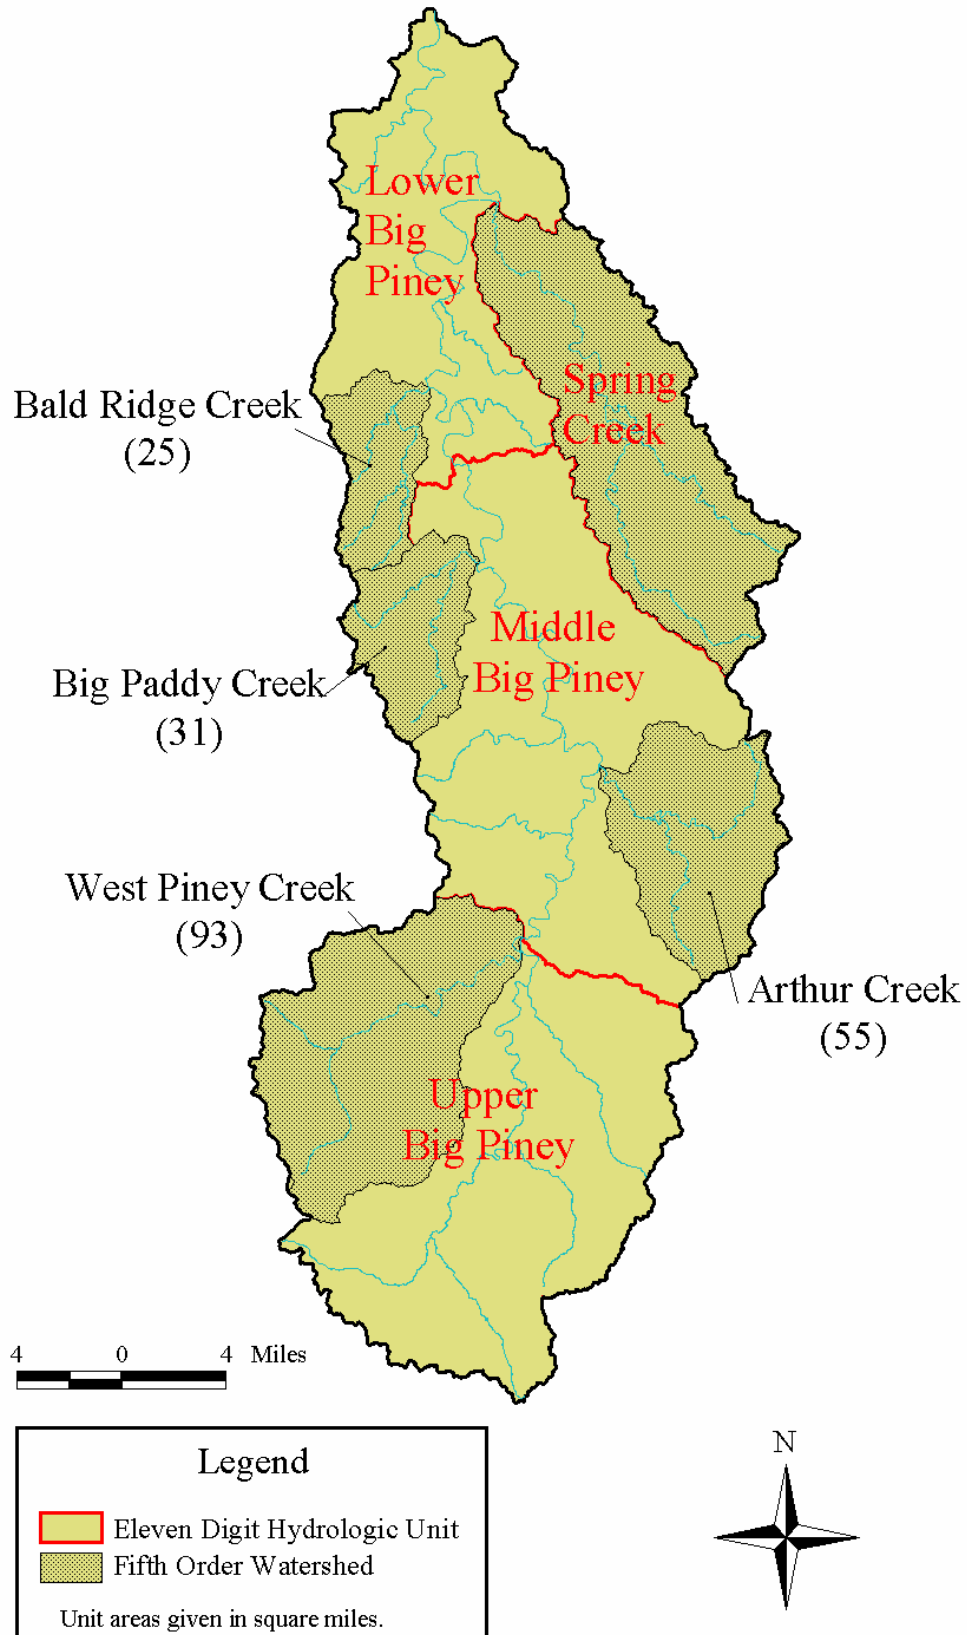 Lower
Big
Piney
Spring
Creek
Bald Ridge Creek
(25)
Middle
Big Piney
Big Paddy Creek
(31)
West Piney Creek
(93)
Arthur Creek
(55)
Upper
Big Piney
4 0 4 Miles
N
Legend
Eleven Digit Hydrologic Unit
Fifth Order Watershed
Unit areas given in square miles.